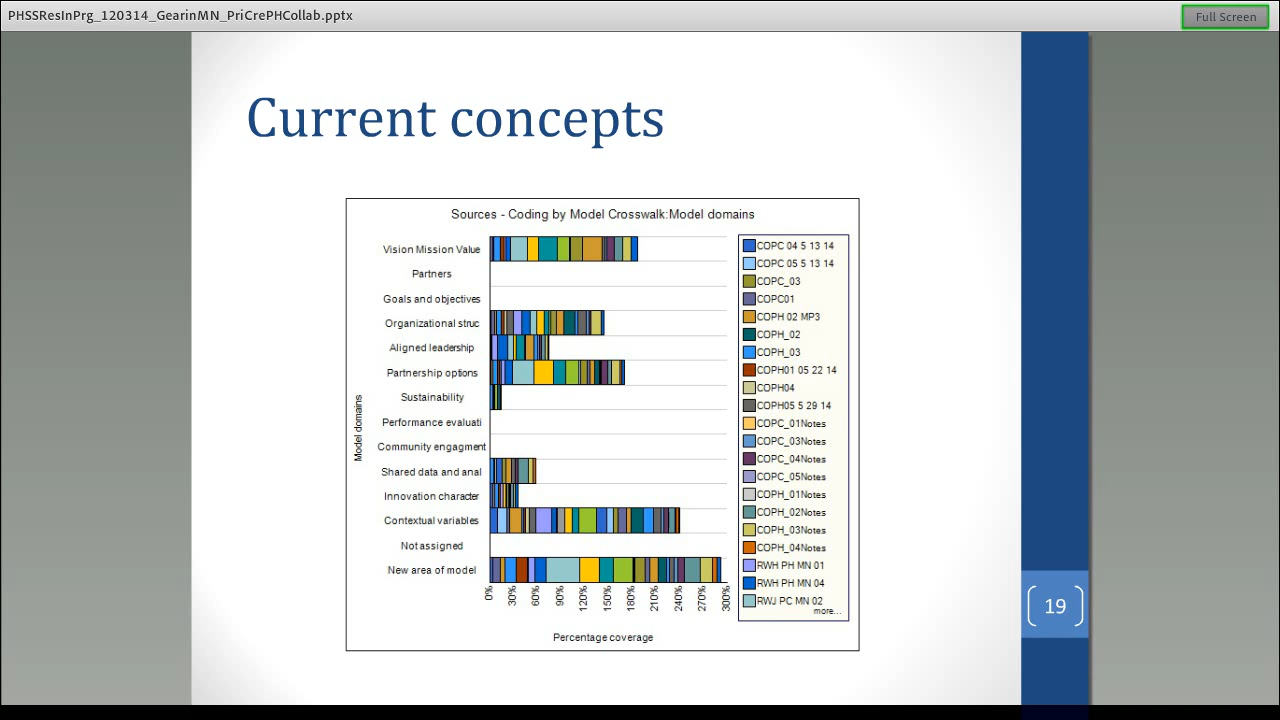 PHSSResInPrg_120314_GearinMN_PriCrePHCollab.pptx
Full Screen
Current concepts
Sources - Coding by Model Crosswalk:Model domains
Vision Mission Value
Partners
Goals and objectives
Organizational struc
Aligned leadership
Partnership options
Sustainability
Performance evaluati
Community engagment
Shared data and anal
Innovation character
Contextual variables
Not assigned
New area of model
Model domains
0%
30%
60%
90%
120%
150%
180%
210%
240%
270%
300%
Percentage coverage
COPC 04 5 13 14
COPC 05 5 13 14
COPC_03
COPC01
COPH 02 MP3
COPH_02
COPH_03
COPH01 05 22 14
COPH04
COPH05 5 29 14
COPC_01Notes
COPC_03Notes
COPC_04Notes
COPC_05Notes
COPH_01Notes
COPH_02Notes
COPH_03Notes
COPH_04Notes
RWH PH MN 01
RWH PH MN 04
RWJ PC MN 02
more...
19